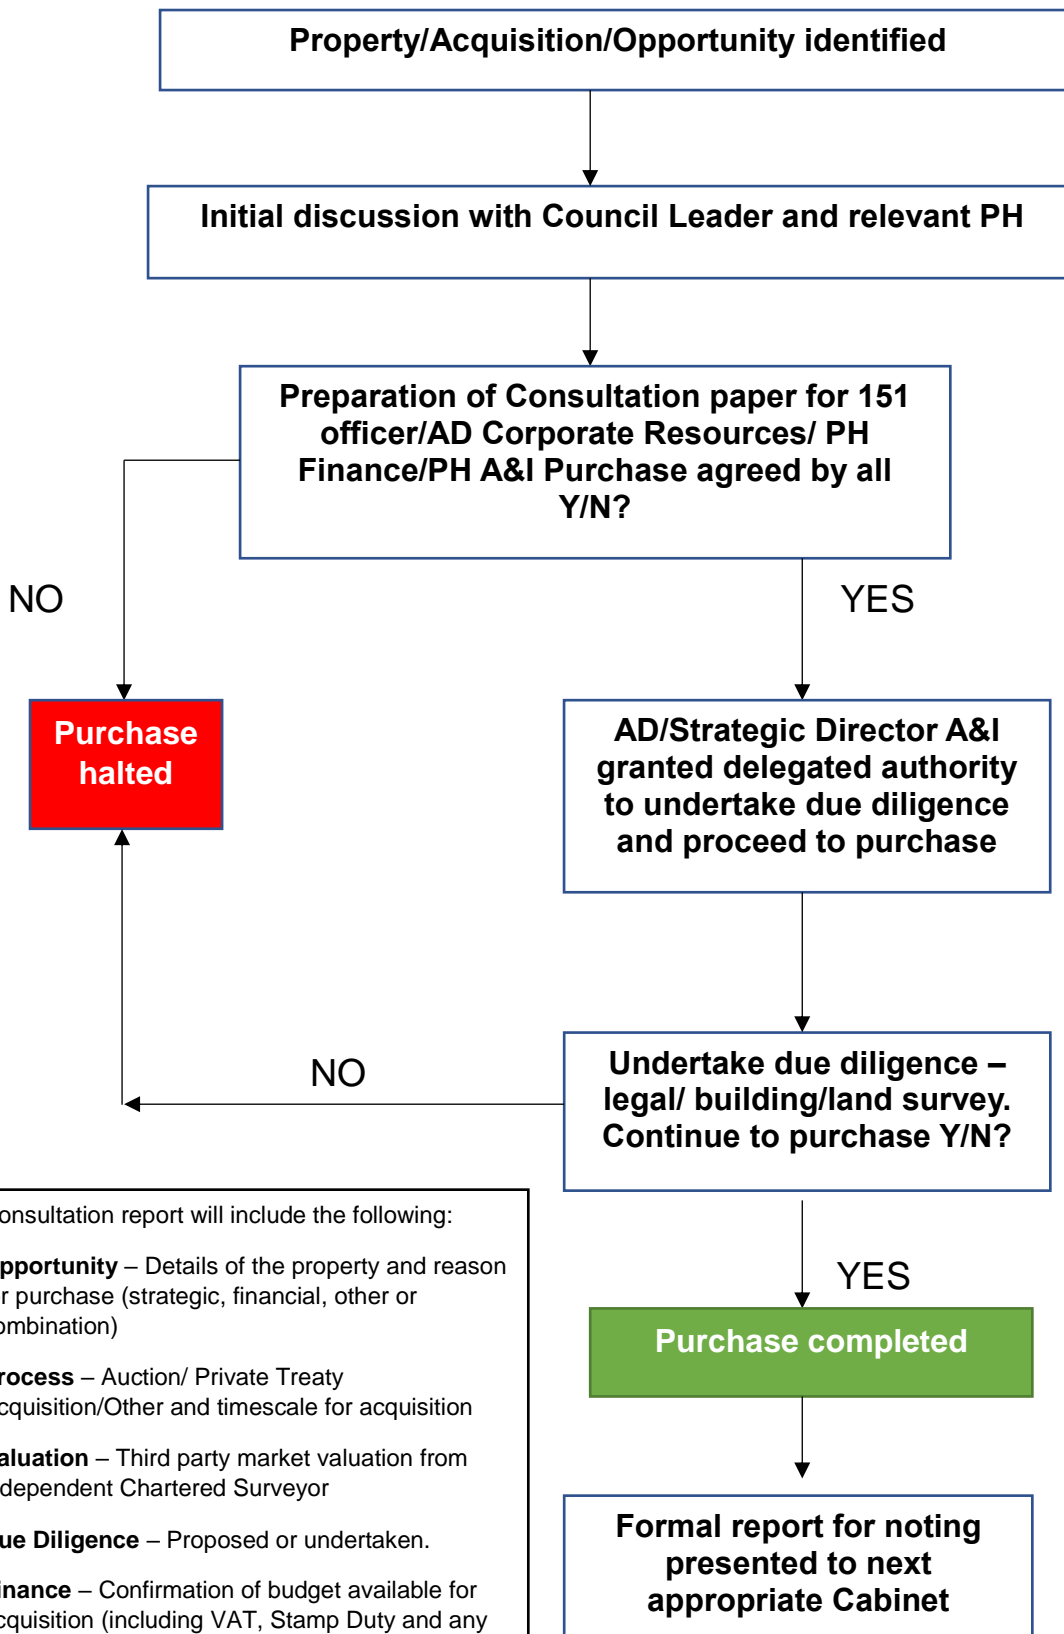 Property/Acquisition/Opportunity identified
Initial discussion with Council Leader and relevant PH
Preparation of Consultation paper for 151
officer/AD Corporate Resources/ PH
Finance/PH A&I Purchase agreed by all
Y/N?
NO
YES
Purchase
halted
AD/Strategic Director A&I
granted delegated authority
to undertake due diligence
and proceed to purchase
NO
Undertake due diligence –
legal/ building/land survey.
Continue to purchase Y/N?
YES
Purchase completed
Formal report for noting
presented to next
appropriate Cabinet
onsultation report will include the following:
pportunity – Details of the property and reason
r purchase (strategic, financial, other or
ombination)
rocess – Auction/ Private Treaty
cquisition/Other and timescale for acquisition
aluation – Third party market valuation from
dependent Chartered Surveyor
ue Diligence – Proposed or undertaken.
inance – Confirmation of budget available for
cquisition (including VAT, Stamp Duty and any